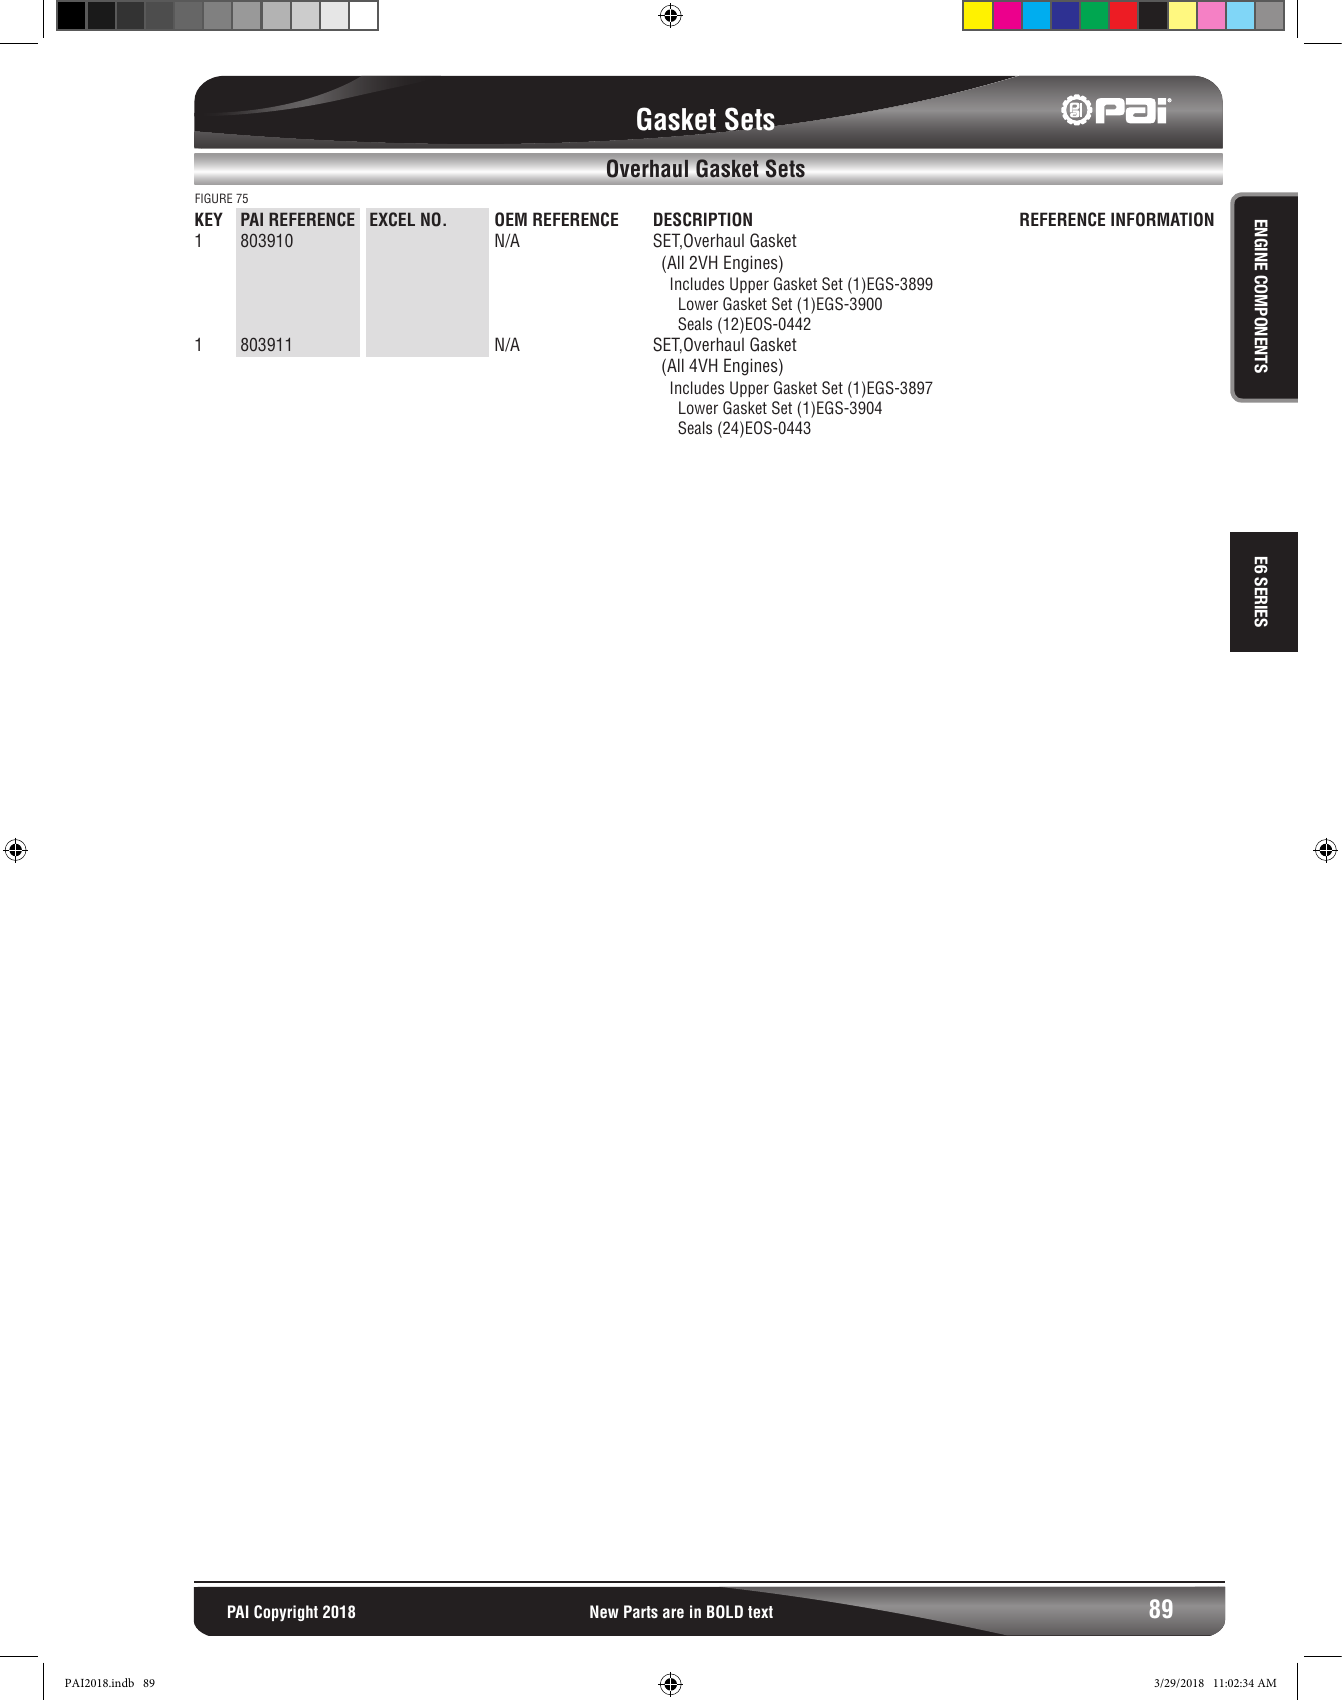 Gasket Sets
pai
Overhaul Gasket Sets
FIGURE 75
KEY PAI REFERENCE EXCEL NO. OEM REFERENCE DESCRIPTION REFERENCE INFORMATION
1 803910 N/A SET,Overhaul Gasket
(All 2VH Engines)
Includes Upper Gasket Set (1)EGS-3899
Lower Gasket Set (1)EGS-3900
Seals (12)EOS-0442
1 803911 N/A SET,Overhaul Gasket
(All 4VH Engines)
Includes Upper Gasket Set (1)EGS-3897
Lower Gasket Set (1)EGS-3904
Seals (24)EOS-0443
ENGINE COMPONENTS
E6 SERIES
PAI Copyright 2018 New Parts are in BOLD text 89
PAI2018.indb 89 3/29/2018 11:02:34 AM